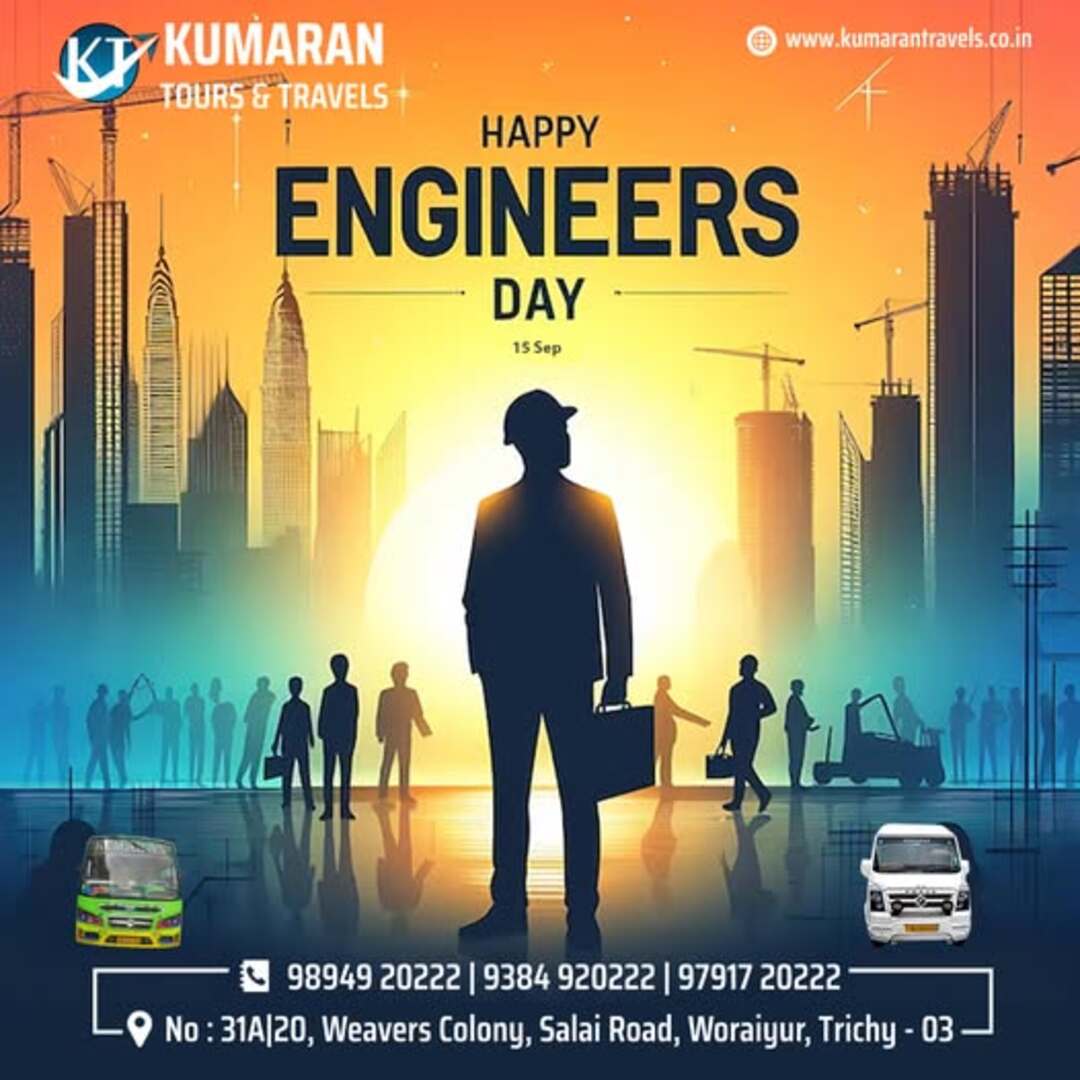 KT KUMARAN
TOURS & TRAVELS
www.kumarantravels.co.in
HAPPY
ENGINEERS
DAY
15 Sep
98949 20222 | 9384 920222 | 97917 20222
No : 31A|20, Weavers Colony, Salai Road, Woraiyur, Trichy - 03